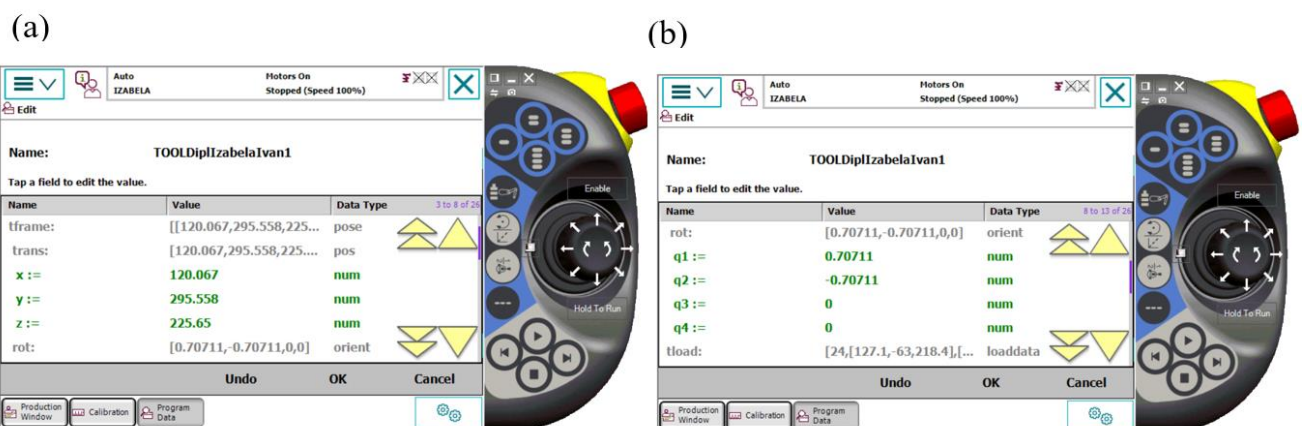 (a)
Auto Motors On
IZABELA Stopped (Speed 100%)
Edit
Name: TOOLDiplIzabelaIvan1
Tap a field to edit the value.
Name Value Data Type 3 to 8 of 26
tframe: [[120.067,295.558,225... pose
trans: [120.067,295.558,225.... pos
x := 120.067 num
y := 295.558 num
z := 225.65 num
rot: [0.70711,-0.70711,0,0] orient
Undo OK Cancel
Production Window Calibration Program Data
Enable
Hold To Run
(b)
Auto Motors On
IZABELA Stopped (Speed 100%)
Edit
Name: TOOLDiplIzabelaIvan1
Tap a field to edit the value.
Name Value Data Type 8 to 13 of 26
rot: [0.70711,-0.70711,0,0] orient
q1 := 0.70711 num
q2 := -0.70711 num
q3 := 0 num
q4 := 0 num
tload: [24,[127.1,-63,218.4],[... loaddata
Undo OK Cancel
Production Window Calibration Program Data
Enable
Hold To Run